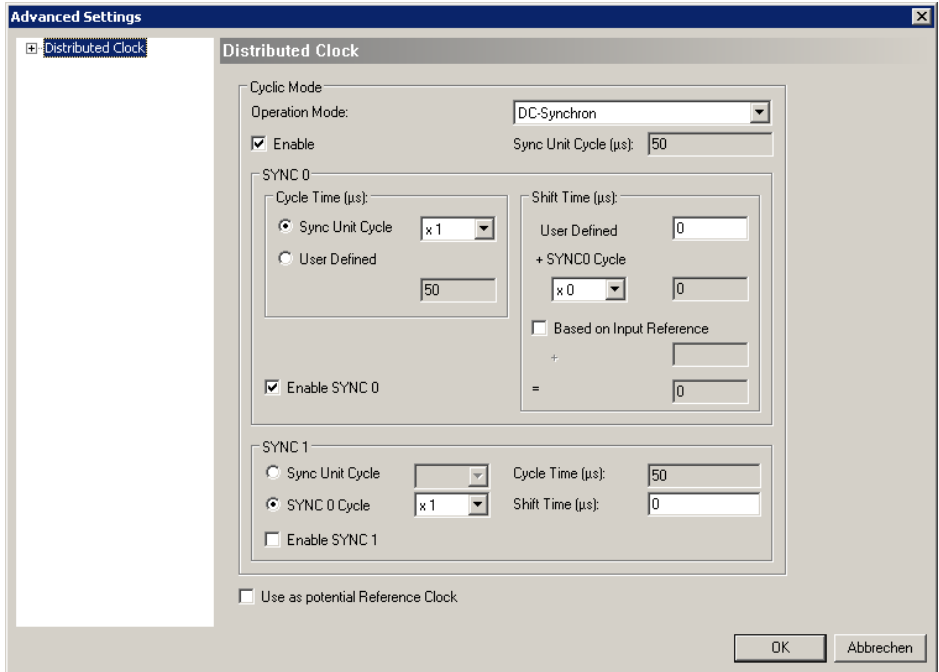 Advanced Settings
Distributed Clock
Distributed Clock
Cyclic Mode
Operation Mode: DC-Synchron
Enable Sync Unit Cycle (µs): 50
SYNC 0
Cycle Time (µs): Shift Time (µs):
Sync Unit Cycle x 1 User Defined 0
User Defined + SYNC0 Cycle
50 x 0 0
Based on Input Reference
+
Enable SYNC 0 = 0
SYNC 1
Sync Unit Cycle Cycle Time (µs): 50
SYNC 0 Cycle x 1 Shift Time (µs): 0
Enable SYNC 1
Use as potential Reference Clock
OK Abbrechen